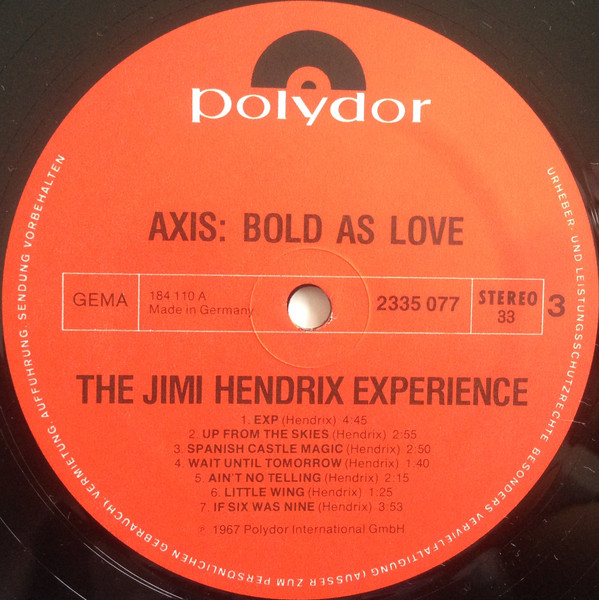 polydor
AXIS: BOLD AS LOVE
GEMA
184 110 A
Made in Germany
2335 077
STEREO
33
3
THE JIMI HENDRIX EXPERIENCE
1. EXP (Hendrix) 4:45
2. UP FROM THE SKIES (Hendrix) 2:55
3. SPANISH CASTLE MAGIC (Hendrix) 2:50
4. WAIT UNTIL TOMORROW (Hendrix) 1:40
5. AIN'T NO TELLING (Hendrix) 2:15
6. LITTLE WING (Hendrix) 1:25
7. IF SIX WAS NINE (Hendrix) 3:53
℗ 1967 Polydor International GmbH
URHEBER- UND LEISTUNGSSCHUTZRECHTE BESONDERS VERVIELFÄLTIGUNG (AUSSER ZUM PERSÖNLICHEN GEBRAUCH), VERMIETUNG, AUFFÜHRUNG, SENDUNG VORBEHALTEN